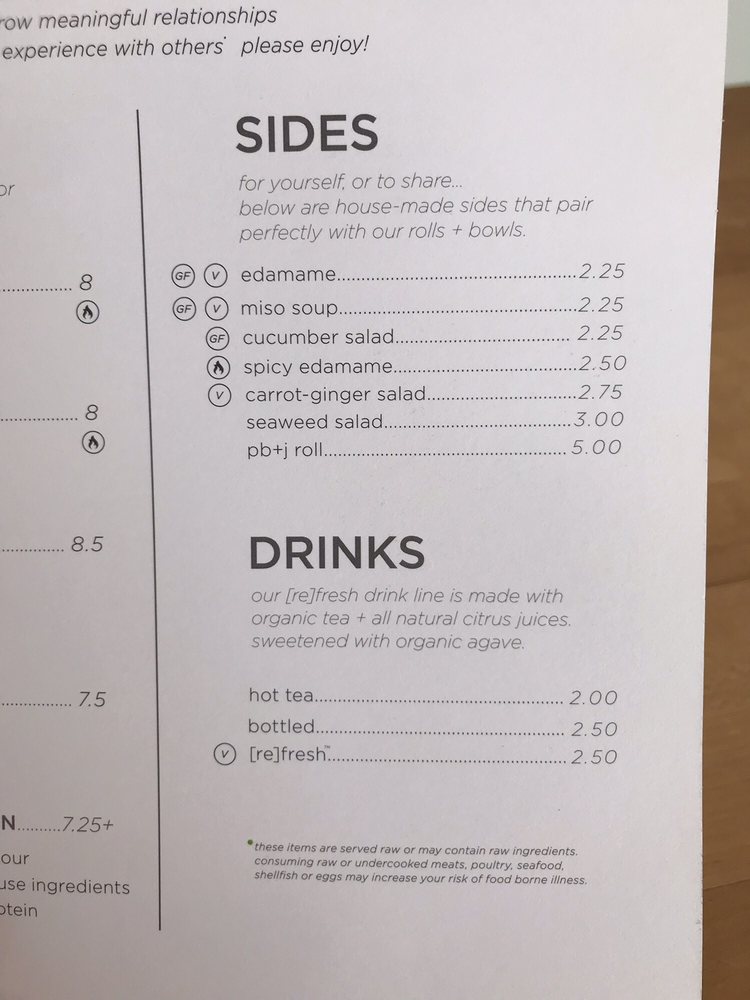 row meaningful relationships
experience with others• please enjoy!
or
8
8
8.5
7.5
N..........7.25+
our
use ingredients
otein
SIDES
for yourself, or to share...
below are house-made sides that pair
perfectly with our rolls + bowls.
GF V edamame....................2.25
GF V miso soup....................2.25
GF cucumber salad....................2.25
spicy edamame....................2.50
V carrot-ginger salad....................2.75
seaweed salad....................3.00
pb+j roll....................5.00
DRINKS
our [re]fresh drink line is made with
organic tea + all natural citrus juices.
sweetened with organic agave.
hot tea....................2.00
bottled....................2.50
V [re]fresh™....................2.50
•these items are served raw or may contain raw ingredients.
consuming raw or undercooked meats, poultry, seafood,
shellfish or eggs may increase your risk of food borne illness.